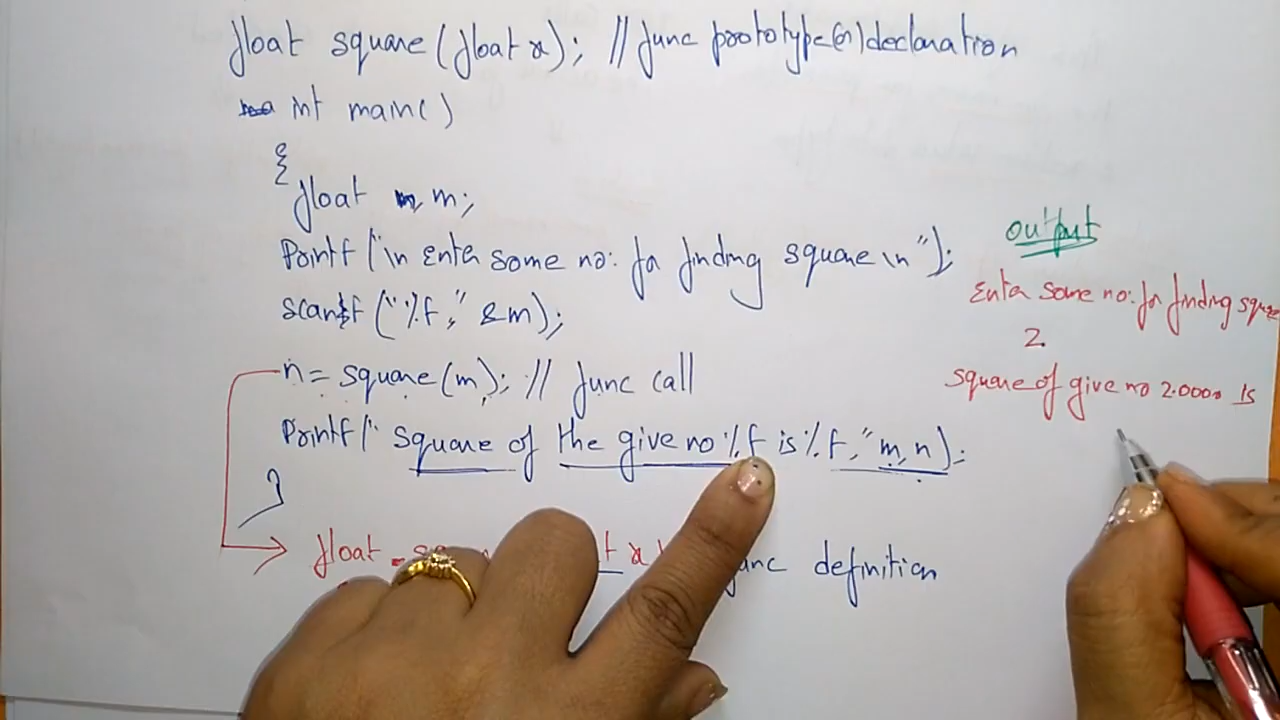 float square(float x); // func prototype(or)declaration
int main()
{
float n, m;
Printf("\n Enter some no: for finding square \n");
scanf("%f," &m);
n = square(m); // func call
Printf(" square of the give no %f is %f," m, n);
}
float x func definition
output
Enter some no: for finding square
2
square of give no 2.0000 is